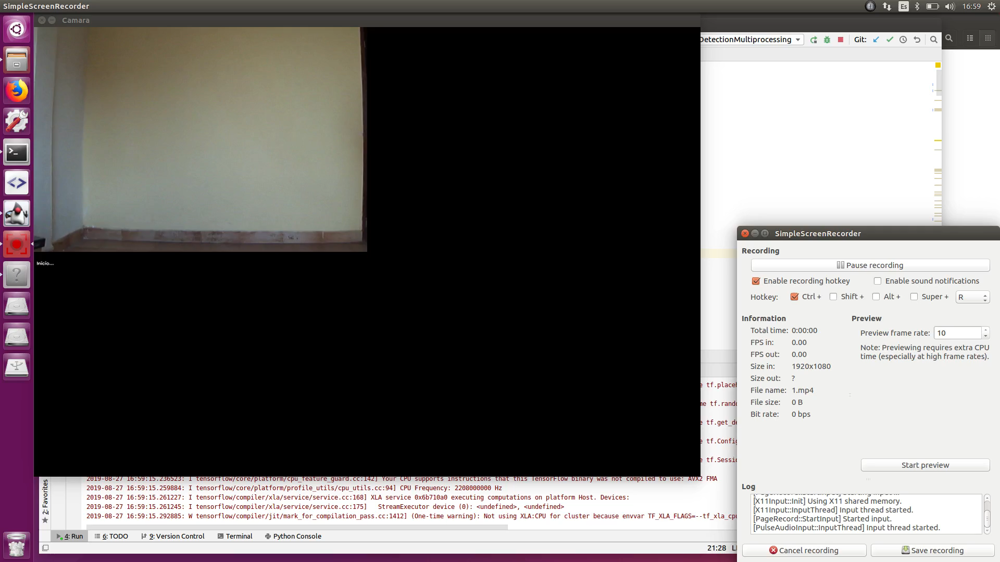 SimpleScreenRecorder
Es
16:59
Camara
DetectionMultiprocessing
Git:
Inicio...
SimpleScreenRecorder
Recording
Pause recording
Enable recording hotkey
Enable sound notifications
Hotkey: Ctrl + Shift + Alt + Super + R
Information
Total time: 0:00:00
FPS in: 0.00
FPS out: 0.00
Size in: 1920x1080
Size out: ?
File name: 1.mp4
File size: 0 B
Bit rate: 0 bps
Preview
Preview frame rate: 10
Note: Previewing requires extra CPU
time (especially at high frame rates).
Start preview
Log
[X11Input::Init] Using X11 shared memory.
[X11Input::InputThread] Input thread started.
[PageRecord::StartInput] Started input.
[PulseAudioInput::InputThread] Input thread started.
Cancel recording
Save recording
e tf.placeh
me tf.rando
e tf.get_de
e tf.Config
e tf.Sessio
2019-08-27 16:59:15.236523: I tensorflow/core/platform/cpu_feature_guard.cc:142] Your CPU supports instructions that this TensorFlow binary was not compiled to use: AVX2 FMA
2019-08-27 16:59:15.259884: I tensorflow/core/platform/profile_utils/cpu_utils.cc:94] CPU Frequency: 2208000000 Hz
2019-08-27 16:59:15.261227: I tensorflow/compiler/xla/service/service.cc:168] XLA service 0x6b710a0 executing computations on platform Host. Devices:
2019-08-27 16:59:15.261245: I tensorflow/compiler/xla/service/service.cc:175]   StreamExecutor device (0): <undefined>, <undefined>
2019-08-27 16:59:15.292885: W tensorflow/compiler/jit/mark_for_compilation_pass.cc:1412] (One-time warning): Not using XLA:CPU for cluster because envvar TF_XLA_FLAGS=--tf_xla_cpu
2: Favorites
4: Run
6: TODO
9: Version Control
Terminal
Python Console
21:28